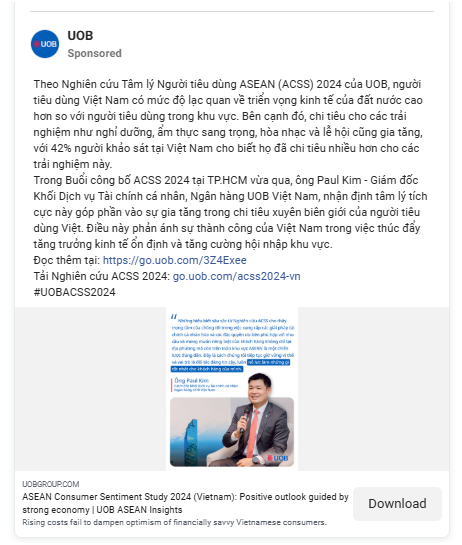 UOB
Sponsored
Theo Nghiên cứu Tâm lý Người tiêu dùng ASEAN (ACSS) 2024 của UOB, người
tiêu dùng Việt Nam có mức độ lạc quan về triển vọng kinh tế của đất nước cao
hơn so với người tiêu dùng trong khu vực. Bên cạnh đó, chi tiêu cho các trải
nghiệm như nghỉ dưỡng, ẩm thực sang trọng, hòa nhạc và lễ hội cũng gia tăng,
với 42% người khảo sát tại Việt Nam cho biết họ đã chi tiêu nhiều hơn cho các
trải nghiệm này.
Trong Buổi công bố ACSS 2024 tại TP.HCM vừa qua, ông Paul Kim - Giám đốc
Khối Dịch vụ Tài chính cá nhân, Ngân hàng UOB Việt Nam, nhận định tâm lý tích
cực này góp phần vào sự gia tăng trong chi tiêu xuyên biên giới của người tiêu
dùng Việt. Điều này phản ánh sự thành công của Việt Nam trong việc thúc đẩy
tăng trưởng kinh tế ổn định và tăng cường hội nhập khu vực.
Đọc thêm tại: https://go.uob.com/3Z4Exee
Tải Nghiên cứu ACSS 2024: go.uob.com/acss2024-vn
#UOBACSS2024
Ông Paul Kim
UOB
UOBGROUP.COM
ASEAN Consumer Sentiment Study 2024 (Vietnam): Positive outlook guided by
strong economy | UOB ASEAN Insights
Rising costs fail to dampen optimism of financially savvy Vietnamese consumers.
Download